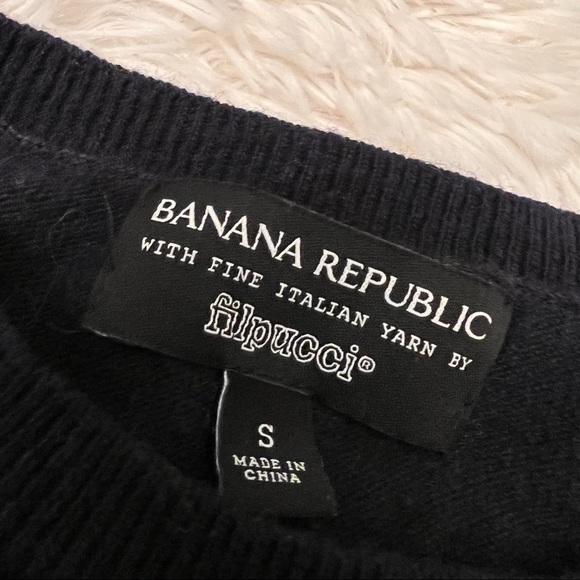 BANANA REPUBLIC
WITH FINE ITALIAN YARN BY
filpucci®
S
MADE IN
CHINA